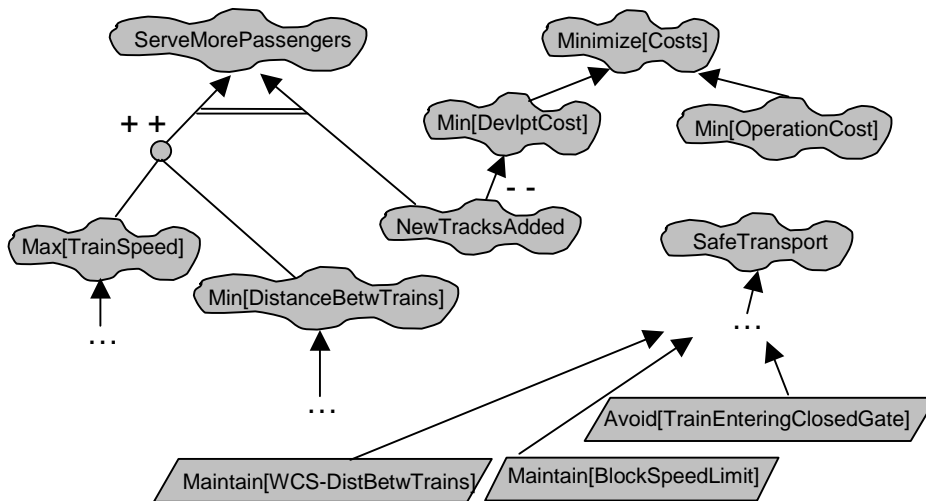 ServeMorePassengers
Minimize[Costs]
+ +
Min[DevlptCost]
Min[OperationCost]
- -
NewTracksAdded
Max[TrainSpeed]
SafeTransport
Min[DistanceBetwTrains]
...
...
...
Avoid[TrainEnteringClosedGate]
Maintain[WCS-DistBetwTrains]
Maintain[BlockSpeedLimit]